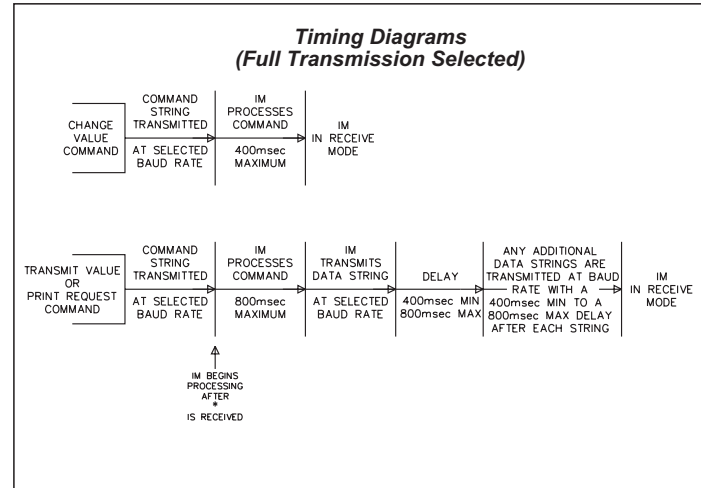 Timing Diagrams
(Full Transmission Selected)
CHANGE
VALUE
COMMAND
COMMAND
STRING
TRANSMITTED
AT SELECTED
BAUD RATE
IM
PROCESSES
COMMAND
400msec
MAXIMUM
IM
IN RECEIVE
MODE
TRANSMIT VALUE
OR
PRINT REQUEST
COMMAND
COMMAND
STRING
TRANSMITTED
AT SELECTED
BAUD RATE
IM
PROCESSES
COMMAND
800msec
MAXIMUM
IM
TRANSMITS
DATA STRING
AT SELECTED
BAUD RATE
DELAY
400msec MIN
800msec MAX
ANY ADDITIONAL
DATA STRINGS ARE
TRANSMITTED AT BAUD
RATE WITH A
400msec MIN TO A
800msec MAX DELAY
AFTER EACH STRING
IM
IN RECEIVE
MODE
IM BEGINS
PROCESSING
AFTER
*
IS RECEIVED